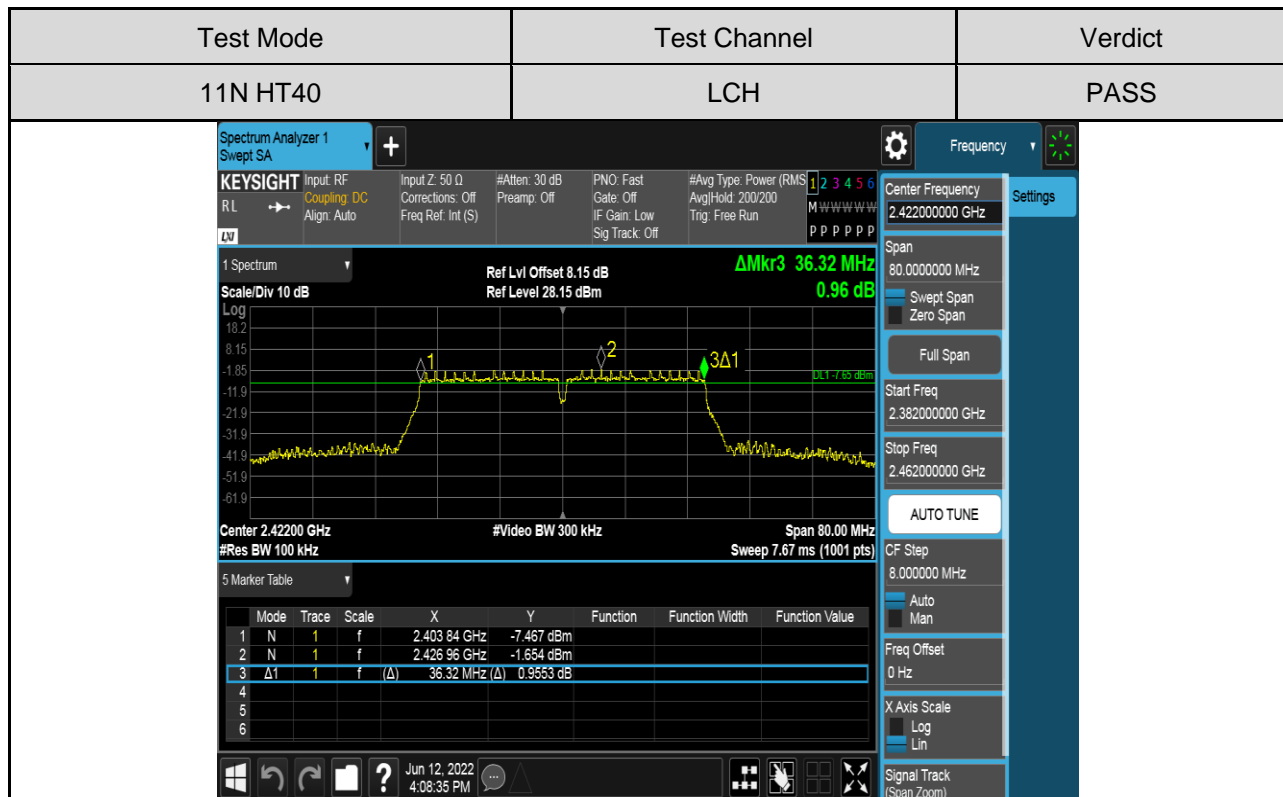 Test Mode Test Channel Verdict
11N HT40 LCH PASS
Spectrum Analyzer 1
Swept SA
Frequency
KEYSIGHT
RL
LXI
Input: RF
Coupling: DC
Align: Auto
Input Z: 50 Ω
Corrections: Off
Freq Ref: Int (S)
#Atten: 30 dB
Preamp: Off
PNO: Fast
Gate: Off
IF Gain: Low
Sig Track: Off
#Avg Type: Power (RMS
Avg|Hold: 200/200
Trig: Free Run
1 2 3 4 5 6
M W W W W W
P P P P P P
Center Frequency
2.422000000 GHz
Settings
1 Spectrum
Scale/Div 10 dB
Ref Lvl Offset 8.15 dB
Ref Level 28.15 dBm
ΔMkr3 36.32 MHz
0.96 dB
Log
18.2
8.15
-1.85
-11.9
-21.9
-31.9
-41.9
-51.9
-61.9
1
2
3Δ1
DL1 -7.65 dBm
Center 2.42200 GHz #Video BW 300 kHz Span 80.00 MHz
#Res BW 100 kHz Sweep 7.67 ms (1001 pts)
Span
80.0000000 MHz
Swept Span
Zero Span
Full Span
Start Freq
2.382000000 GHz
Stop Freq
2.462000000 GHz
AUTO TUNE
CF Step
8.000000 MHz
Auto
Man
Freq Offset
0 Hz
X Axis Scale
Log
Lin
Signal Track
(Span Zoom)
5 Marker Table
Mode Trace Scale X Y Function Function Width Function Value
1 N 1 f 2.403 84 GHz -7.467 dBm
2 N 1 f 2.426 96 GHz -1.654 dBm
3 Δ1 1 f (Δ) 36.32 MHz (Δ) 0.9553 dB
4
5
6
?
Jun 12, 2022
4:08:35 PM